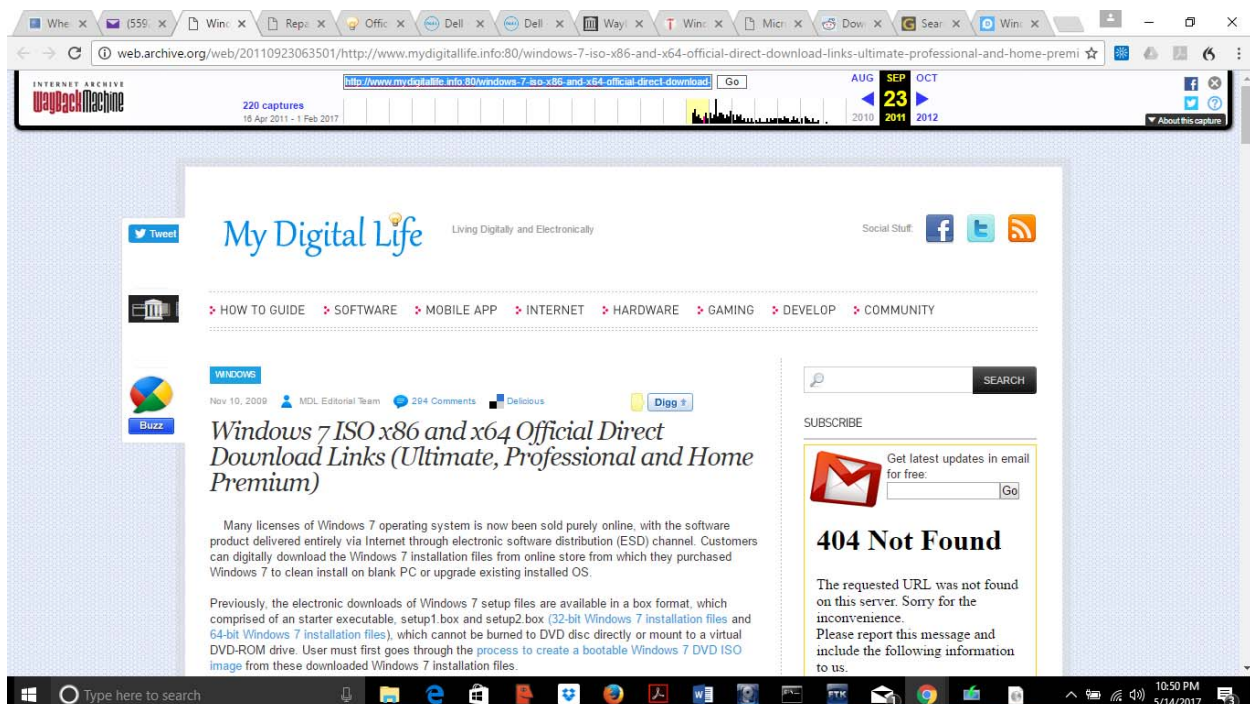 Whe
(559
Winc
Repa
Offic
Dell
Dell
Wayl
Winc
Micr
Dow
Sear
Wind
web.archive.org/web/20110923063501/http://www.mydigitallife.info:80/windows-7-iso-x86-and-x64-official-direct-download-links-ultimate-professional-and-home-premi
INTERNET ARCHIVE
WayBackMachine
http://www.mydigitallife.info:80/windows-7-iso-x86-and-x64-official-direct-download-
Go
AUG SEP OCT
220 captures
23
16 Apr 2011 - 1 Feb 2017
2010 2011 2012
About this capture
Tweet
My Digital Life
Living Digitally and Electronically
Social Stuff:
HOW TO GUIDE SOFTWARE MOBILE APP INTERNET HARDWARE GAMING DEVELOP COMMUNITY
Buzz
WINDOWS
Nov 10, 2009 MDL Editorial Team 294 Comments Delicious Digg
Windows 7 ISO x86 and x64 Official Direct
Download Links (Ultimate, Professional and Home
Premium)
Many licenses of Windows 7 operating system is now been sold purely online, with the software
product delivered entirely via Internet through electronic software distribution (ESD) channel. Customers
can digitally download the Windows 7 installation files from online store from which they purchased
Windows 7 to clean install on blank PC or upgrade existing installed OS.
Previously, the electronic downloads of Windows 7 setup files are available in a box format, which
comprised of an starter executable, setup1.box and setup2.box (32-bit Windows 7 installation files and
64-bit Windows 7 installation files), which cannot be burned to DVD disc directly or mount to a virtual
DVD-ROM drive. User must first goes through the process to create a bootable Windows 7 DVD ISO
image from these downloaded Windows 7 installation files.
SEARCH
SUBSCRIBE
Get latest updates in email
for free:
Go
404 Not Found
The requested URL was not found
on this server. Sorry for the
inconvenience.
Please report this message and
include the following information
to us.
Type here to search
10:50 PM
5/14/2017